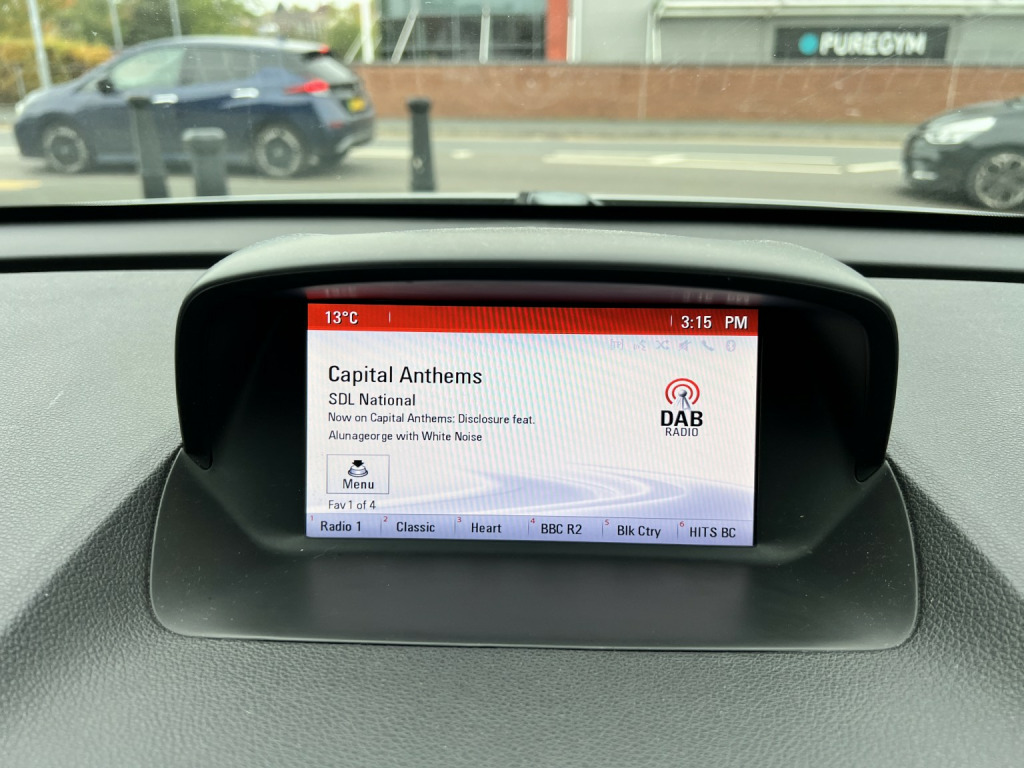 PUREGYM
13°C
3:15 PM
Capital Anthems
SDL National
Now on Capital Anthems: Disclosure feat.
Alunageorge with White Noise
DAB
RADIO
Menu
Fav 1 of 4
1 Radio 1
2 Classic
3 Heart
4 BBC R2
5 Blk Ctry
6 HITS BC